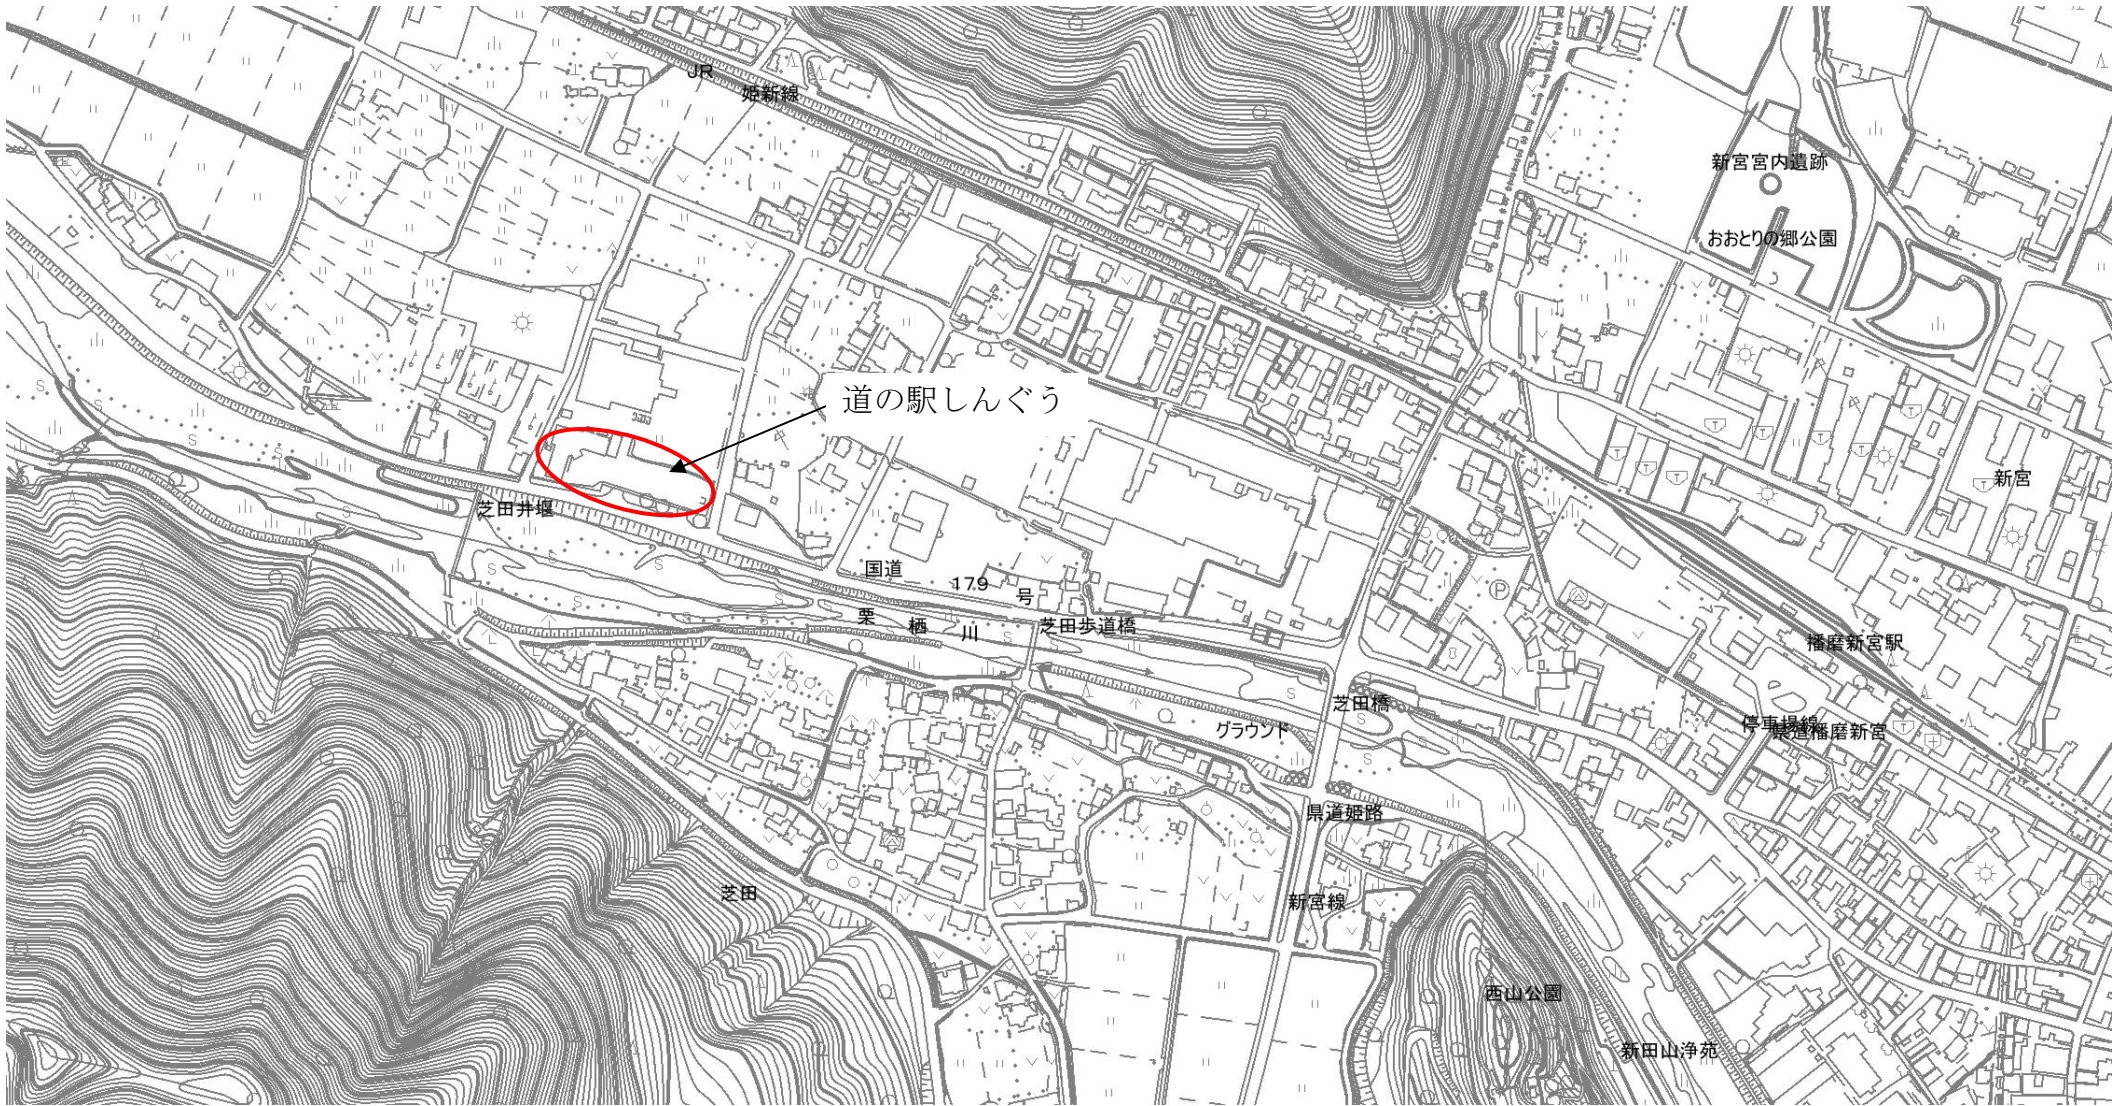 JR
姫新線
新宮宮内遺跡
おおとりの郷公園
道の駅しんぐう
新宮
芝田井堰
国道
179
号
栗
栖
川
芝田歩道橋
播磨新宮駅
P
芝田橋
グラウンド
停車場線
県道播磨新宮
県道姫路
芝田
新宮線
西山公園
新田山浄苑